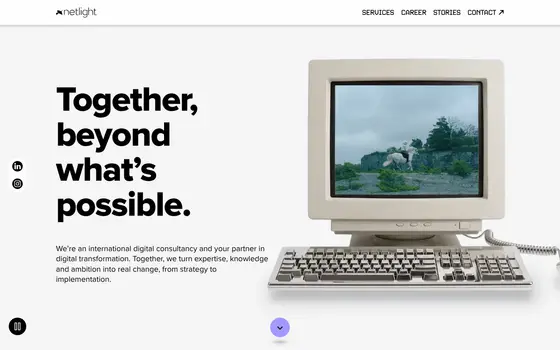 netlight
SERVICES CAREER STORIES CONTACT
Together,
beyond
what's
possible.
We're an international digital consultancy and your partner in
digital transformation. Together, we turn expertise, knowledge
and ambition into real change, from strategy to
implementation.
in